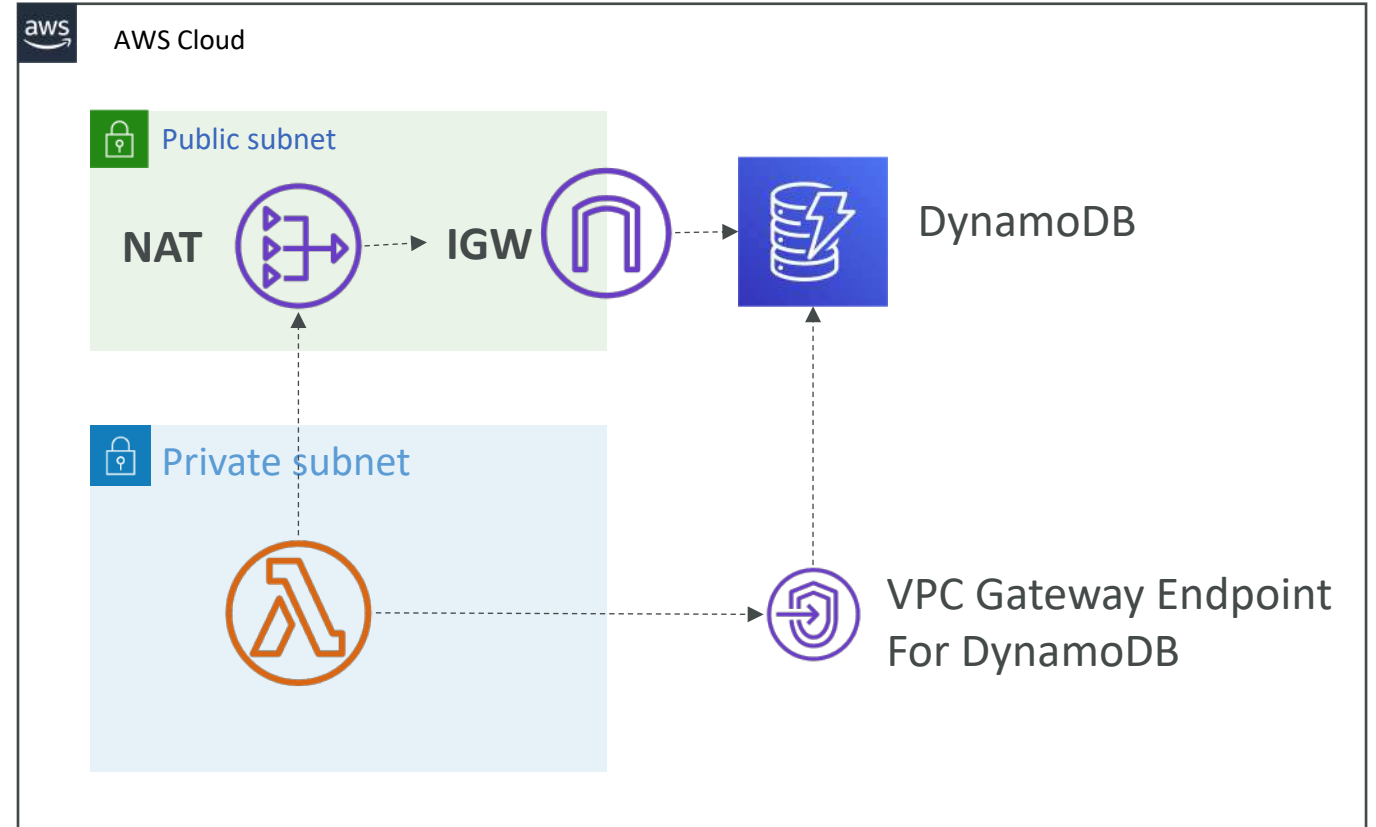 aws
AWS Cloud
Public subnet
NAT
IGW
DynamoDB
Private subnet
VPC Gateway Endpoint
For DynamoDB